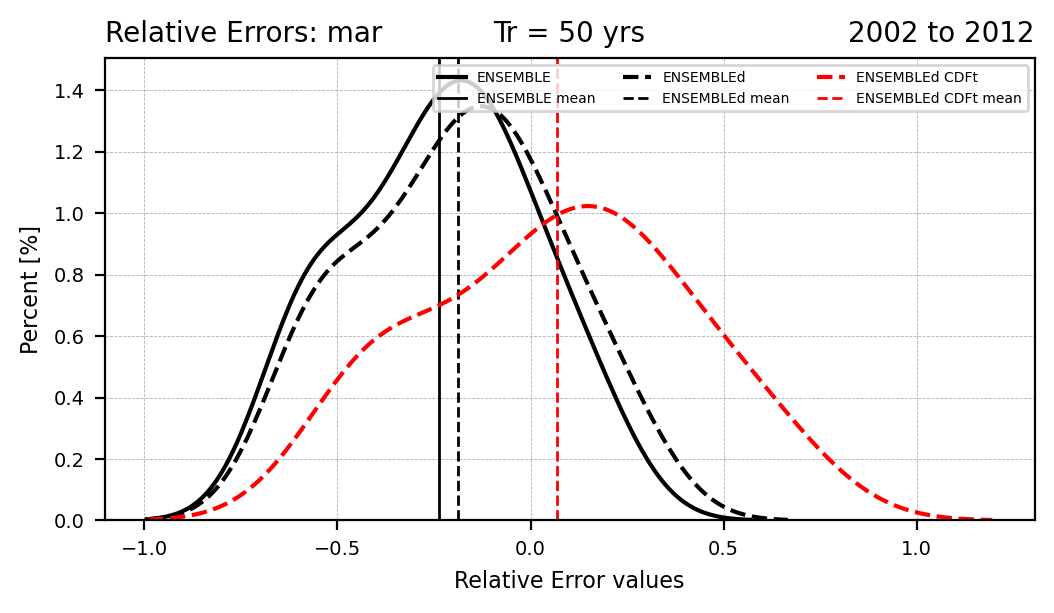 Relative Errors: mar Tr = 50 yrs 2002 to 2012
ENSEMBLE ENSEMBLEd ENSEMBLEd CDFt
ENSEMBLE mean ENSEMBLEd mean ENSEMBLEd CDFt mean
1.4
1.2
1.0
0.8
0.6
0.4
0.2
0.0
Percent [%]
−1.0 −0.5 0.0 0.5 1.0
Relative Error values